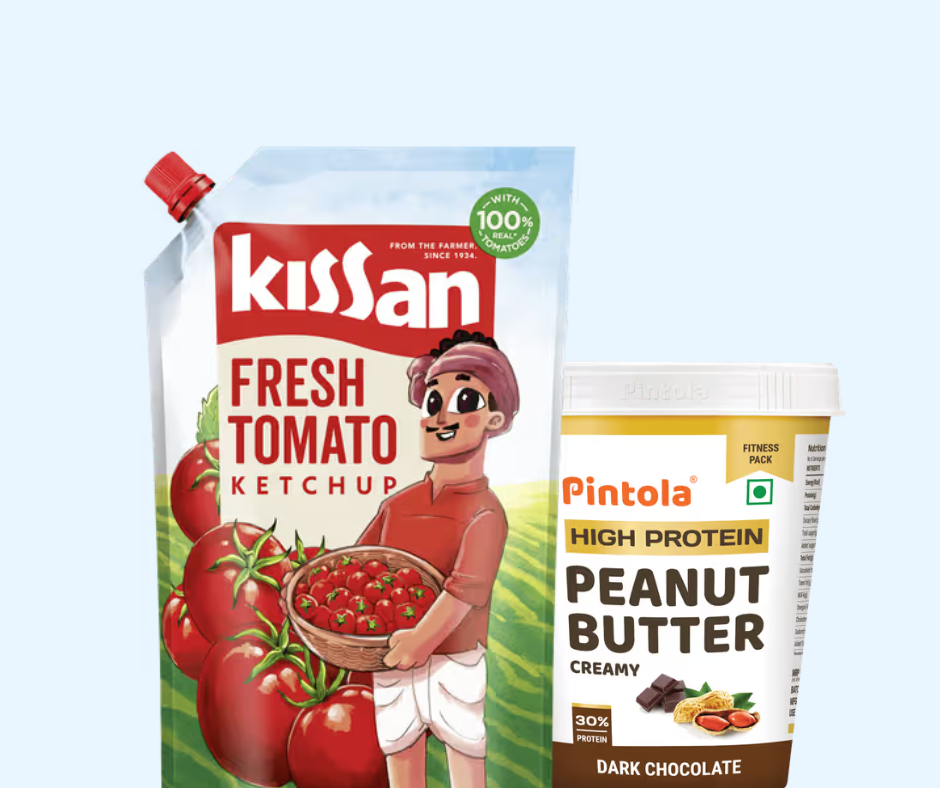 WITH
100%
REAL*
TOMATOES
FROM THE FARMER.
SINCE 1934.
kissan
FRESH
TOMATO
KETCHUP
Pintola
FITNESS
PACK
Pintola®
HIGH PROTEIN
PEANUT
BUTTER
CREAMY
30%
PROTEIN
DARK CHOCOLATE
Nutrition